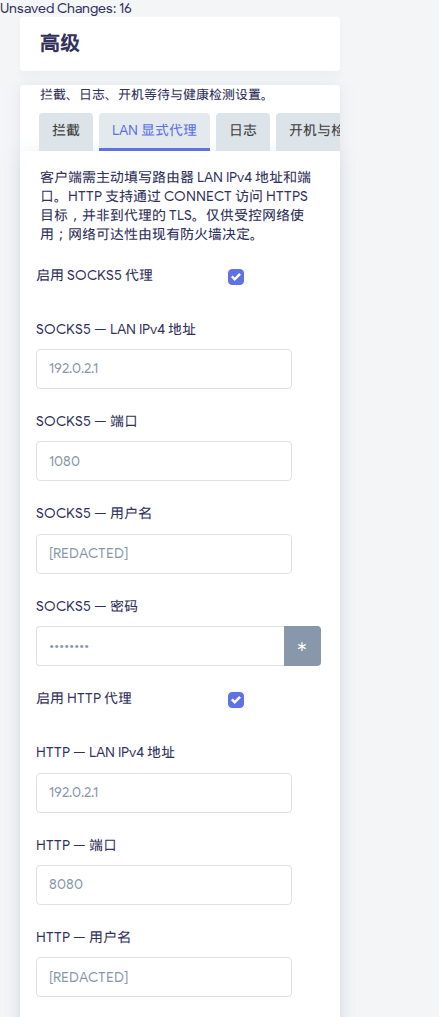 Unsaved Changes: 16
高级
拦截、日志、开机等待与健康检测设置。
拦截
LAN 显式代理
日志
开机与检
客户端需主动填写路由器 LAN IPv4 地址和端
口。HTTP 支持通过 CONNECT 访问 HTTPS
目标，并非到代理的 TLS。仅供受控网络使
用；网络可达性由现有防火墙决定。
启用 SOCKS5 代理
SOCKS5 — LAN IPv4 地址
192.0.2.1
SOCKS5 — 端口
1080
SOCKS5 — 用户名
[REDACTED]
SOCKS5 — 密码
••••••••
*
启用 HTTP 代理
HTTP — LAN IPv4 地址
192.0.2.1
HTTP — 端口
8080
HTTP — 用户名
[REDACTED]